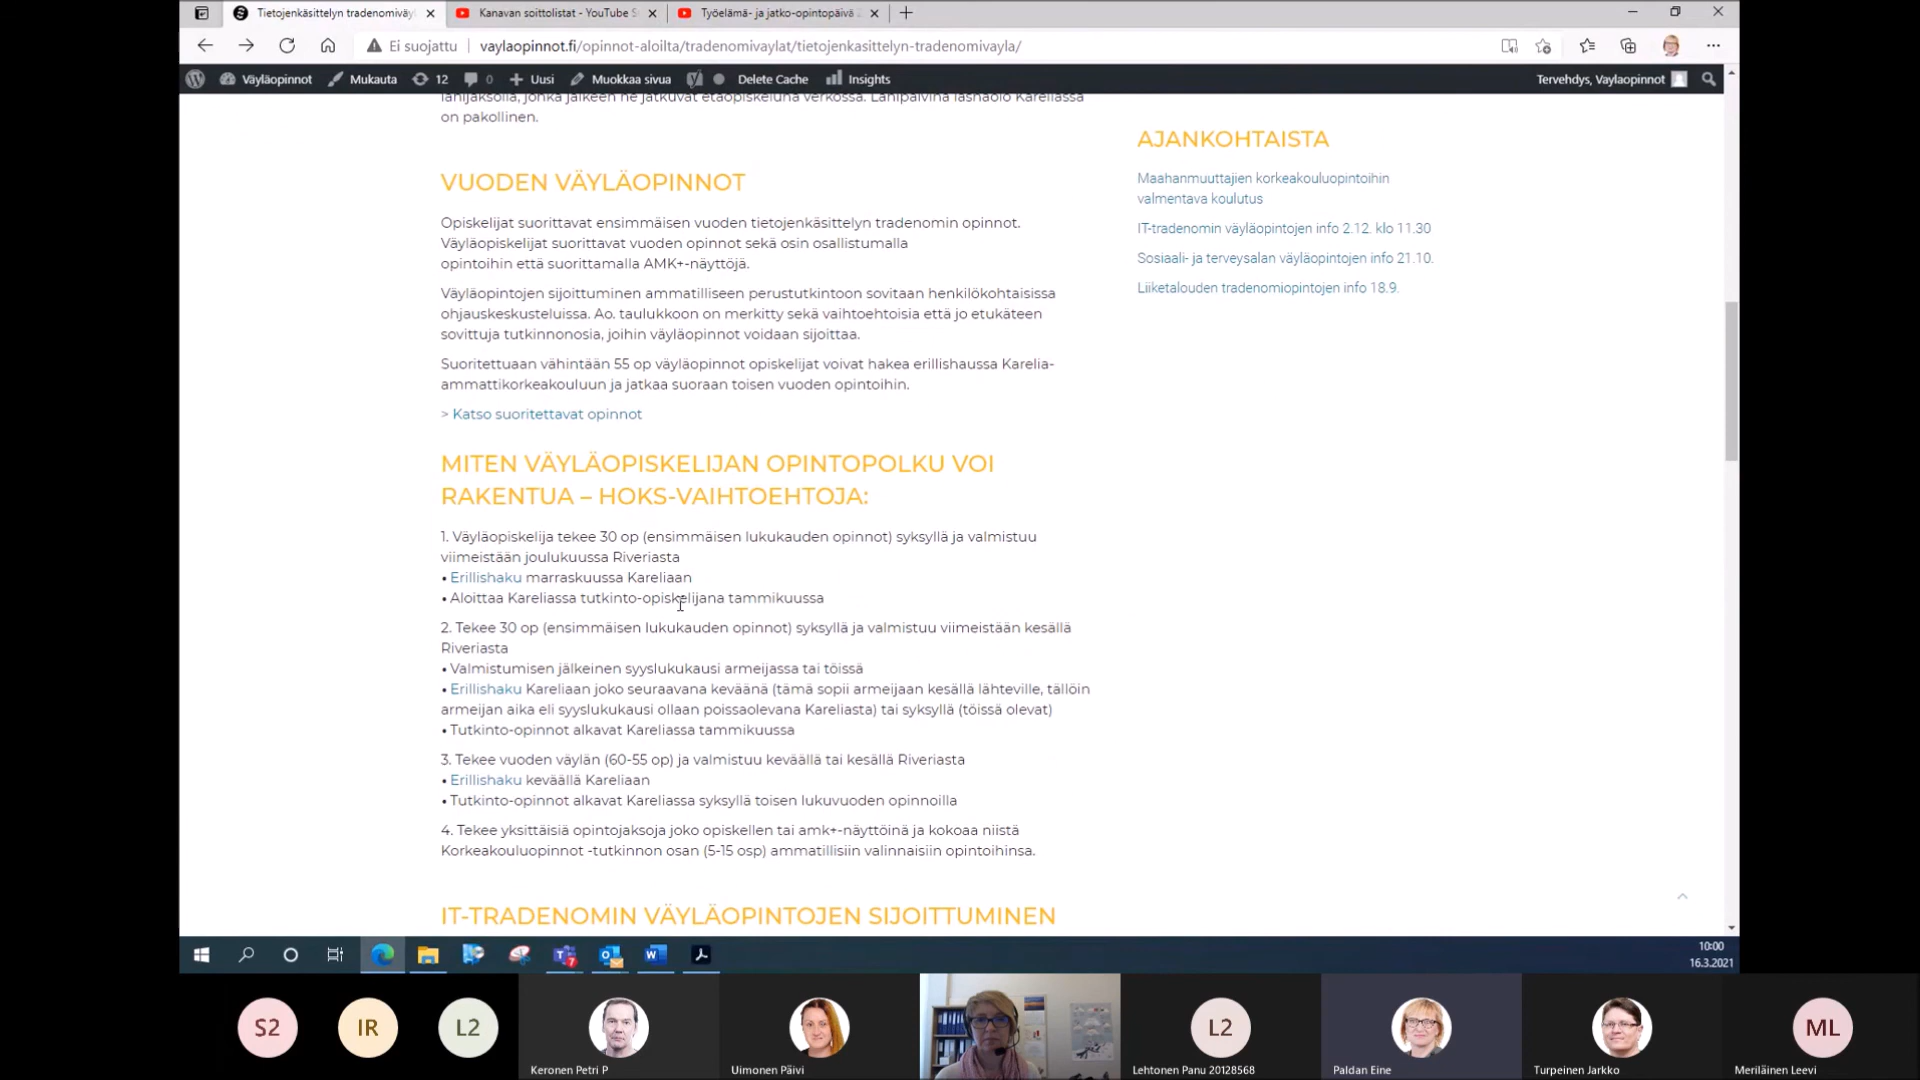 Tietojenkäsittelyn tradenomiväy
Kanavan soittolistat - YouTube S
Työelämä- ja jatko-opintopäivä 2
Ei suojattu
vaylaopinnot.fi/opinnot-aloilta/tradenomivaylat/tietojenkasittelyn-tradenomivayla/
Väyläopinnot
Mukauta
12
0
Uusi
Muokkaa sivua
Delete Cache
Insights
Tervehdys, Vaylaopinnot
lähijaksolla, jonka jälkeen ne jatkuvat etäopiskeluna verkossa. Lähipäivinä läsnäolo Kareliassa
on pakollinen.
VUODEN VÄYLÄOPINNOT
Opiskelijat suorittavat ensimmäisen vuoden tietojenkäsittelyn tradenomin opinnot.
Väyläopiskelijat suorittavat vuoden opinnot sekä osin osallistumalla
opintoihin että suorittamalla AMK+-näyttöjä.
Väyläopintojen sijoittuminen ammatilliseen perustutkintoon sovitaan henkilökohtaisissa
ohjauskeskusteluissa. Ao. taulukkoon on merkitty sekä vaihtoehtoisia että jo etukäteen
sovittuja tutkinnonosia, joihin väyläopinnot voidaan sijoittaa.
Suoritettuaan vähintään 55 op väyläopinnot opiskelijat voivat hakea erillishaussa Karelia-
ammattikorkeakouluun ja jatkaa suoraan toisen vuoden opintoihin.
> Katso suoritettavat opinnot
MITEN VÄYLÄOPISKELIJAN OPINTOPOLKU VOI
RAKENTUA – HOKS-VAIHTOEHTOJA:
1. Väyläopiskelija tekee 30 op (ensimmäisen lukukauden opinnot) syksyllä ja valmistuu
viimeistään joulukuussa Riveriasta
• Erillishaku marraskuussa Kareliaan
• Aloittaa Kareliassa tutkinto-opiskelijana tammikuussa
2. Tekee 30 op (ensimmäisen lukukauden opinnot) syksyllä ja valmistuu viimeistään kesällä
Riveriasta
• Valmistumisen jälkeinen syyslukukausi armeijassa tai töissä
• Erillishaku Kareliaan joko seuraavana keväänä (tämä sopii armeijaan kesällä lähteville, tällöin
armeijan aika eli syyslukukausi ollaan poissaolevana Kareliasta) tai syksyllä (töissä olevat)
• Tutkinto-opinnot alkavat Kareliassa tammikuussa
3. Tekee vuoden väylän (60-55 op) ja valmistuu keväällä tai kesällä Riveriasta
• Erillishaku keväällä Kareliaan
• Tutkinto-opinnot alkavat Kareliassa syksyllä toisen lukuvuoden opinnoilla
4. Tekee yksittäisiä opintojaksoja joko opiskellen tai amk+-näyttöinä ja kokoaa niistä
Korkeakouluopinnot -tutkinnon osan (5-15 osp) ammatillisiin valinnaisiin opintoihinsa.
IT-TRADENOMIN VÄYLÄOPINTOJEN SIJOITTUMINEN
AJANKOHTAISTA
Maahanmuuttajien korkeakouluopintoihin
valmentava koulutus
IT-tradenomin väyläopintojen info 2.12. klo 11.30
Sosiaali- ja terveysalan väyläopintojen info 21.10.
Liiketalouden tradenomiopintojen info 18.9.
10:00
16.3.2021
S2
IR
L2
Keronen Petri P
Uimonen Päivi
L2
Lehtonen Panu 20128568
Paldan Eine
Turpeinen Jarkko
ML
Meriläinen Leevi